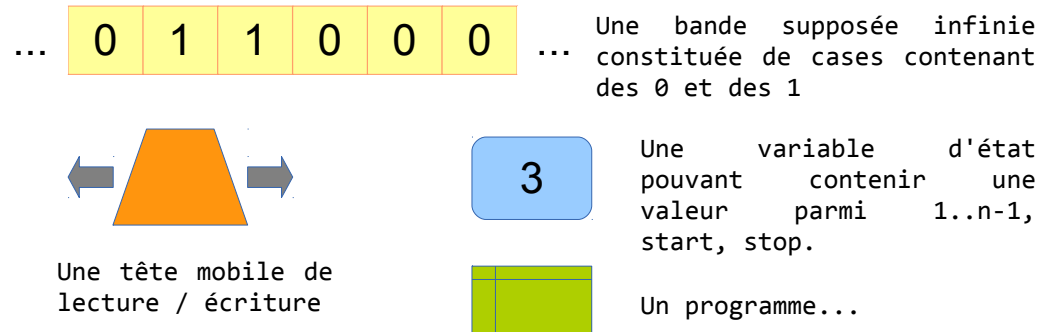 ... 0 1 1 0 0 0 ...
Une bande supposée infinie
constituée de cases contenant
des 0 et des 1
3
Une variable d'état
pouvant contenir une
valeur parmi 1..n-1,
start, stop.
Une tête mobile de
lecture / écriture
Un programme...